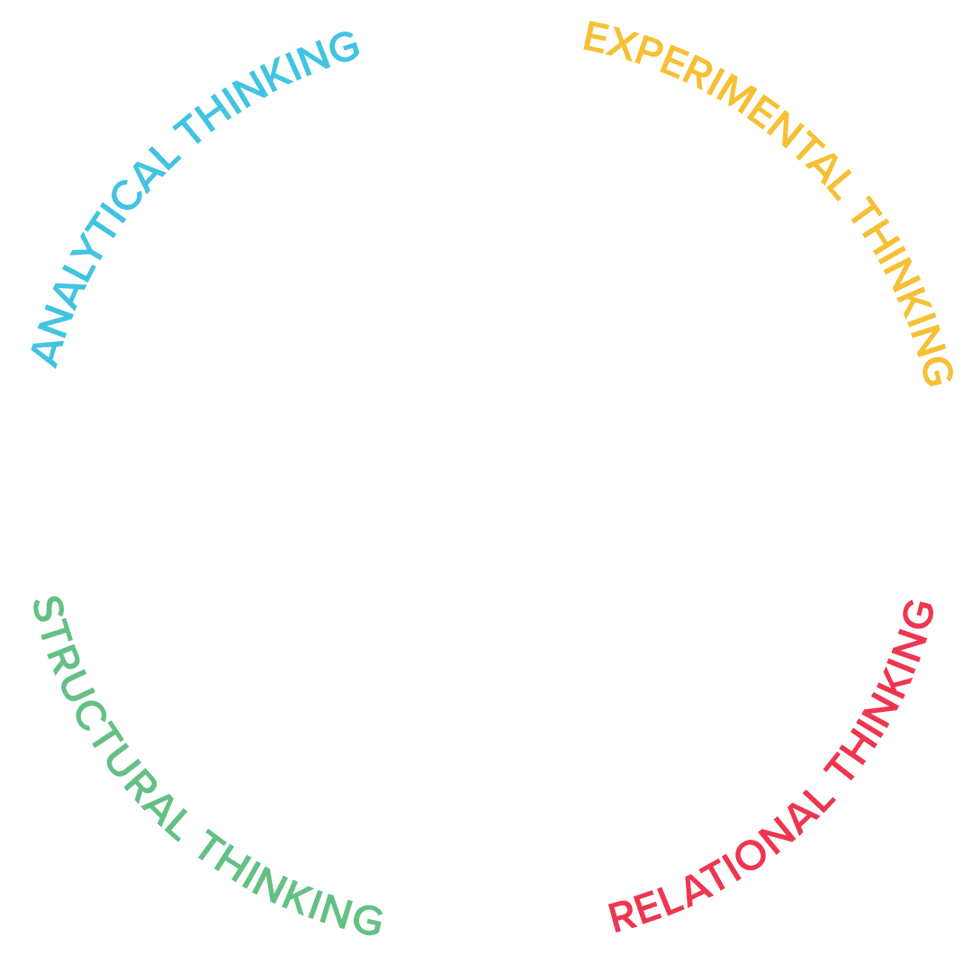 ANALYTICAL THINKING
EXPERIMENTAL THINKING
STRUCTURAL THINKING
RELATIONAL THINKING